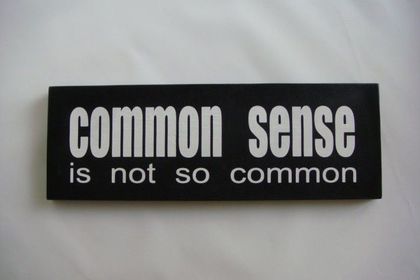 common sense
is not so common